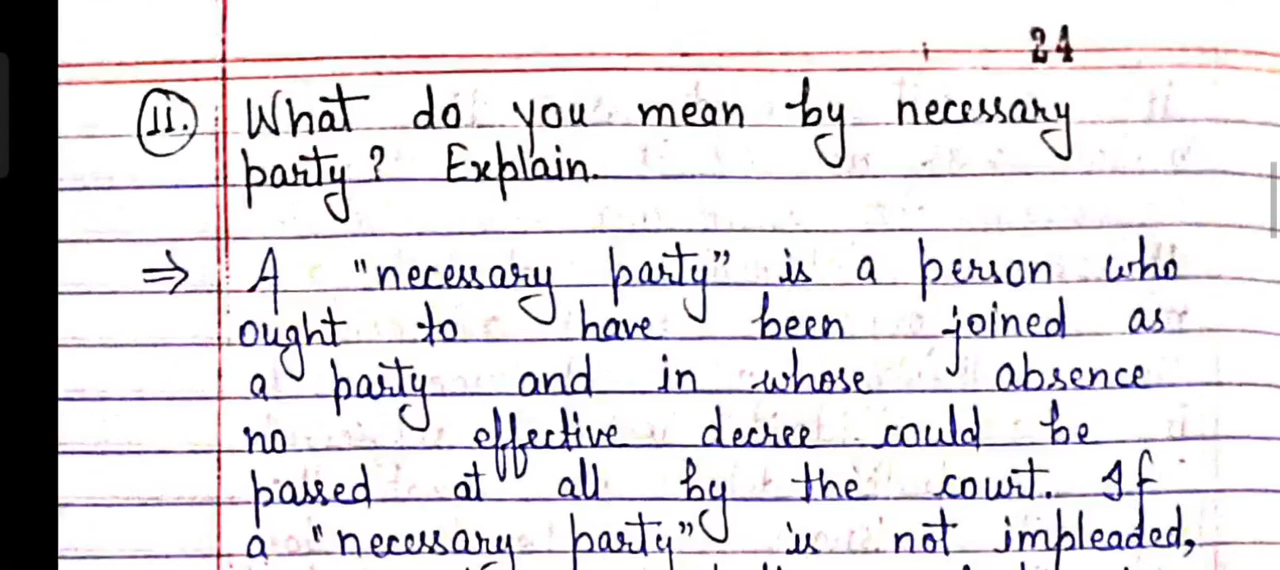 24
11. What do you mean by necessary
party? Explain.
⇒ A "necessary party" is a person who
ought to have been joined as
a party and in whose absence
no effective decree could be
passed at all by the court. If
a "necessary party" is not impleaded,